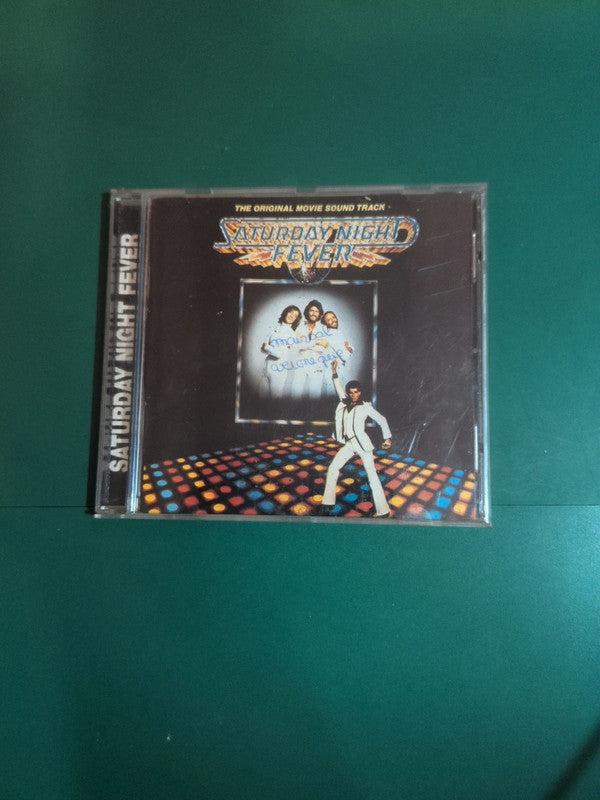 SATURDAY NIGHT FEVER
THE ORIGINAL MOVIE SOUND TRACK
SATURDAY NIGHT
FEVER